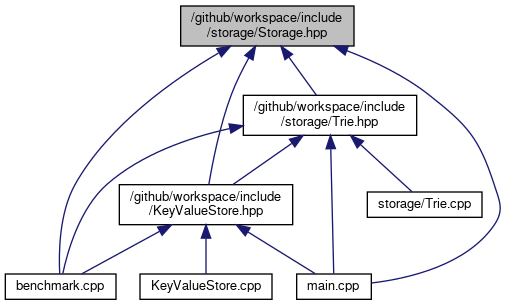 /github/workspace/include
/storage/Storage.hpp
/github/workspace/include
/storage/Trie.hpp
/github/workspace/include
/KeyValueStore.hpp
storage/Trie.cpp
benchmark.cpp
KeyValueStore.cpp
main.cpp